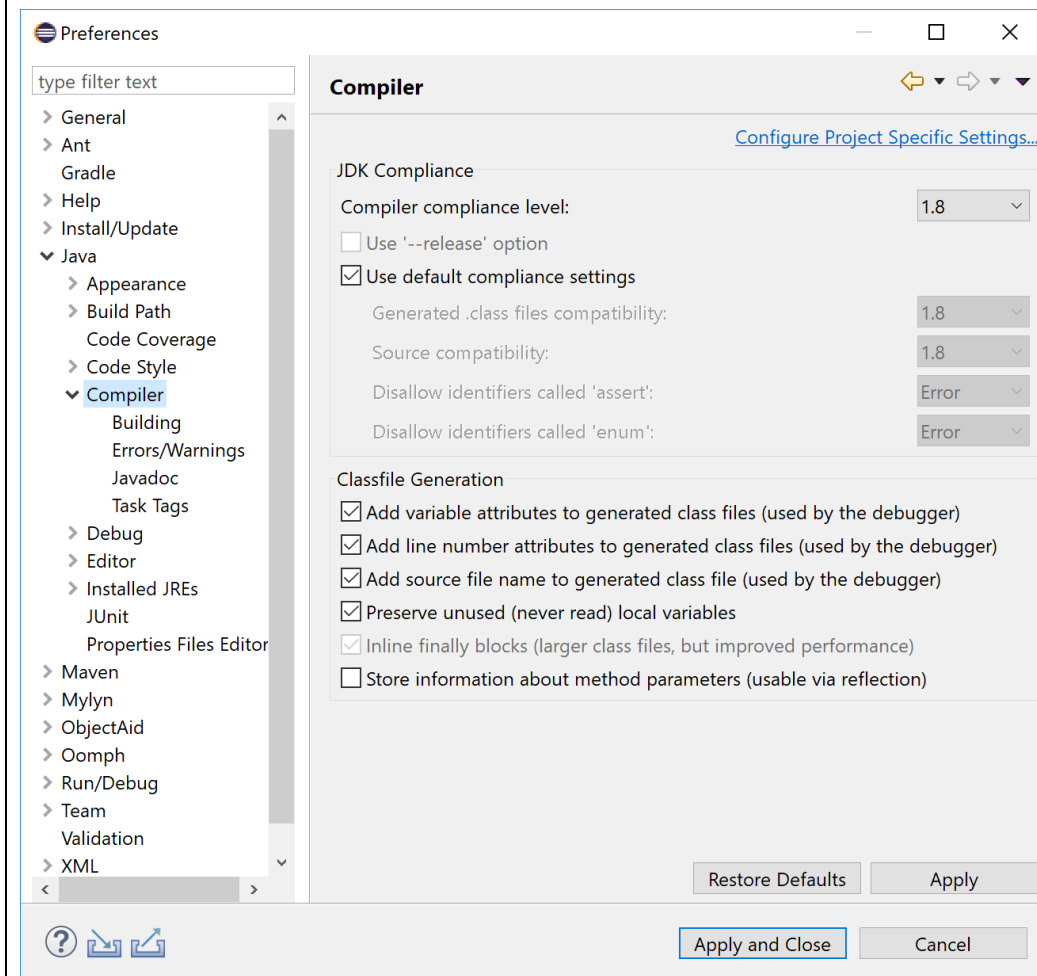 Preferences
type filter text
General
Ant
Gradle
Help
Install/Update
Java
Appearance
Build Path
Code Coverage
Code Style
Compiler
Building
Errors/Warnings
Javadoc
Task Tags
Debug
Editor
Installed JREs
JUnit
Properties Files Editor
Maven
Mylyn
ObjectAid
Oomph
Run/Debug
Team
Validation
XML
Compiler
Configure Project Specific Settings...
JDK Compliance
Compiler compliance level: 1.8
Use '--release' option
Use default compliance settings
Generated .class files compatibility: 1.8
Source compatibility: 1.8
Disallow identifiers called 'assert': Error
Disallow identifiers called 'enum': Error
Classfile Generation
Add variable attributes to generated class files (used by the debugger)
Add line number attributes to generated class files (used by the debugger)
Add source file name to generated class file (used by the debugger)
Preserve unused (never read) local variables
Inline finally blocks (larger class files, but improved performance)
Store information about method parameters (usable via reflection)
Restore Defaults Apply
? Apply and Close Cancel